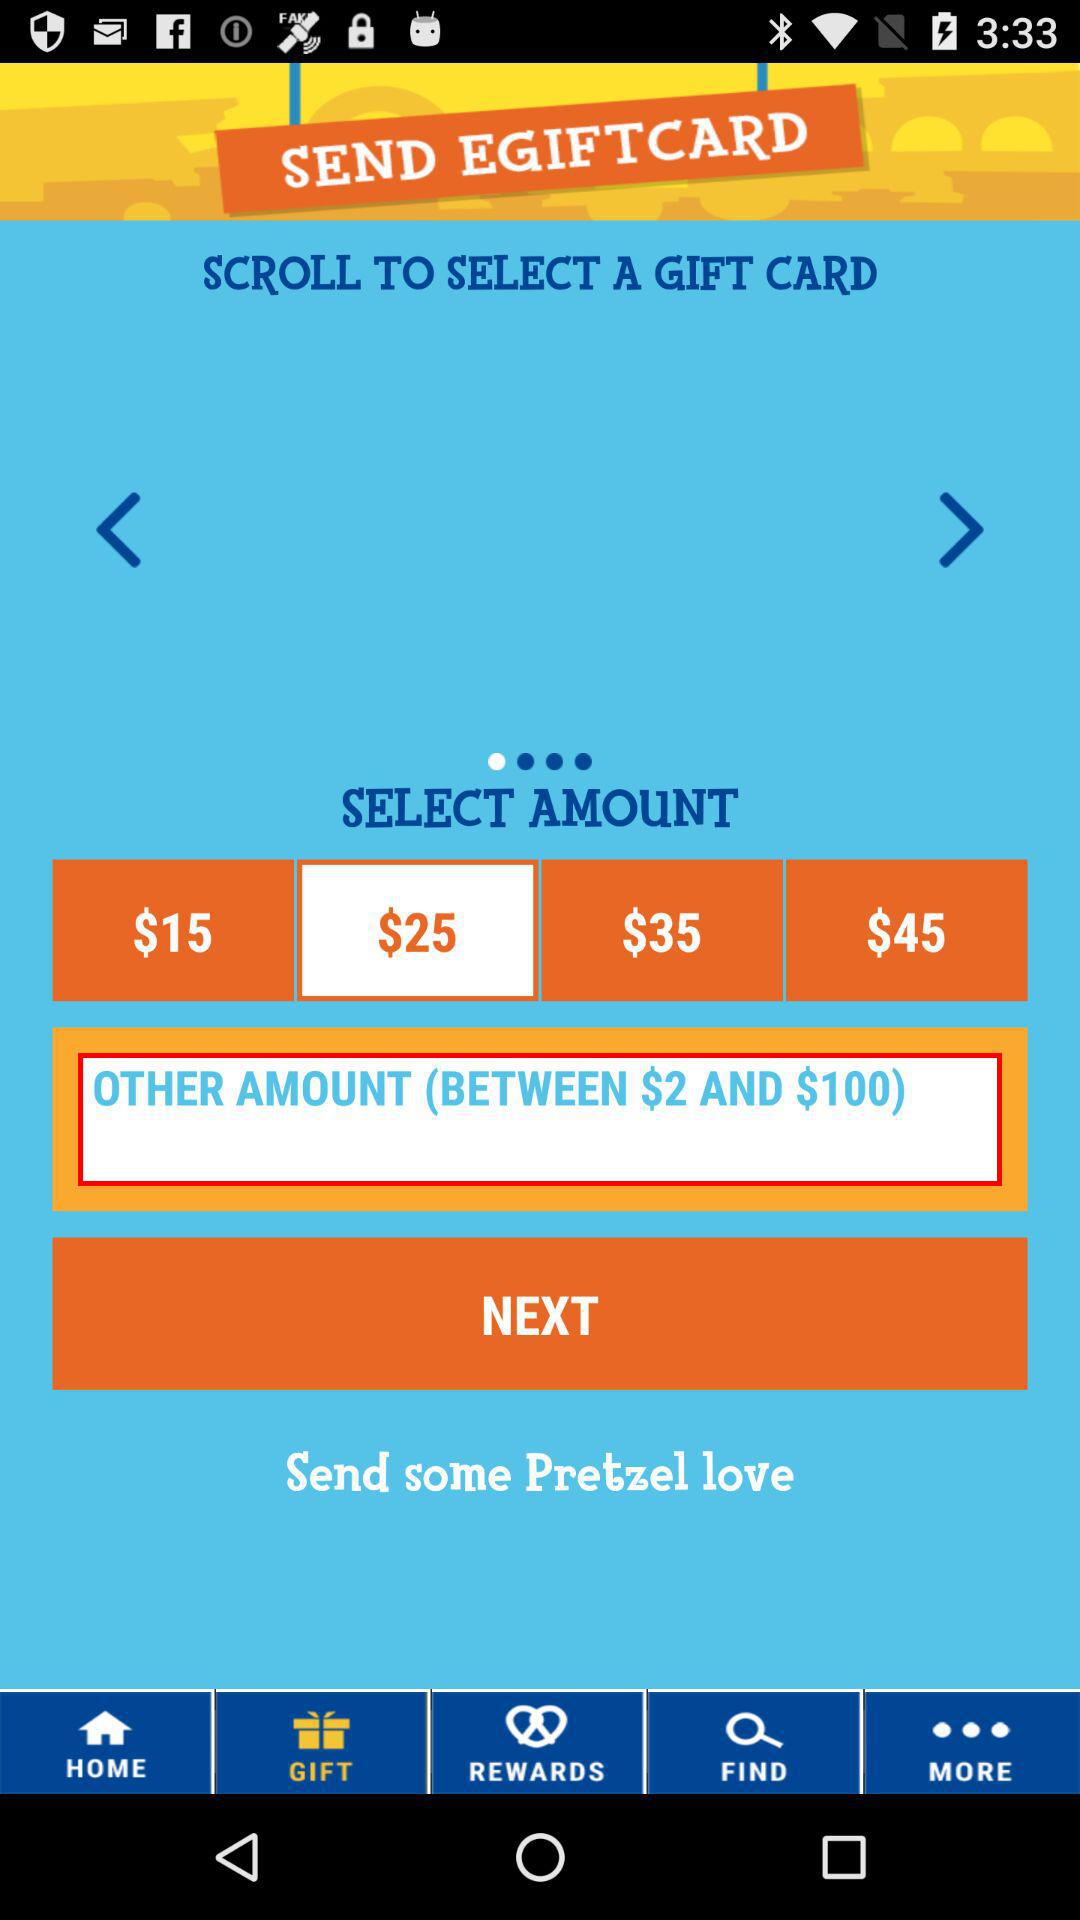 FAKE
3:33
SEND EGIFTCARD
SCROLL TO SELECT A GIFT CARD
SELECT AMOUNT
$15 $25 $35 $45
OTHER AMOUNT (BETWEEN $2 AND $100)
NEXT
Send some Pretzel love
HOME GIFT REWARDS FIND MORE